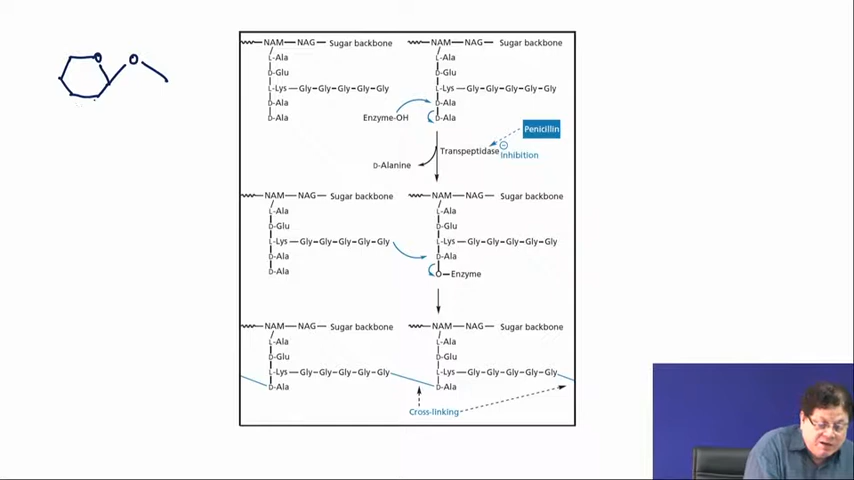 O O
NAM—NAG— Sugar backbone NAM—NAG— Sugar backbone
L-Ala L-Ala
D-Glu D-Glu
L-Lys—Gly—Gly—Gly—Gly—Gly L-Lys—Gly—Gly—Gly—Gly—Gly
D-Ala D-Ala
D-Ala Enzyme-OH D-Ala
Penicillin
Transpeptidase −
Inhibition
D-Alanine
NAM—NAG— Sugar backbone NAM—NAG— Sugar backbone
L-Ala L-Ala
D-Glu D-Glu
L-Lys—Gly—Gly—Gly—Gly—Gly L-Lys—Gly—Gly—Gly—Gly—Gly
D-Ala D-Ala
D-Ala O—Enzyme
NAM—NAG— Sugar backbone NAM—NAG— Sugar backbone
L-Ala L-Ala
D-Glu D-Glu
L-Lys—Gly—Gly—Gly—Gly—Gly L-Lys—Gly—Gly—Gly—Gly—Gly
D-Ala D-Ala
Cross-linking